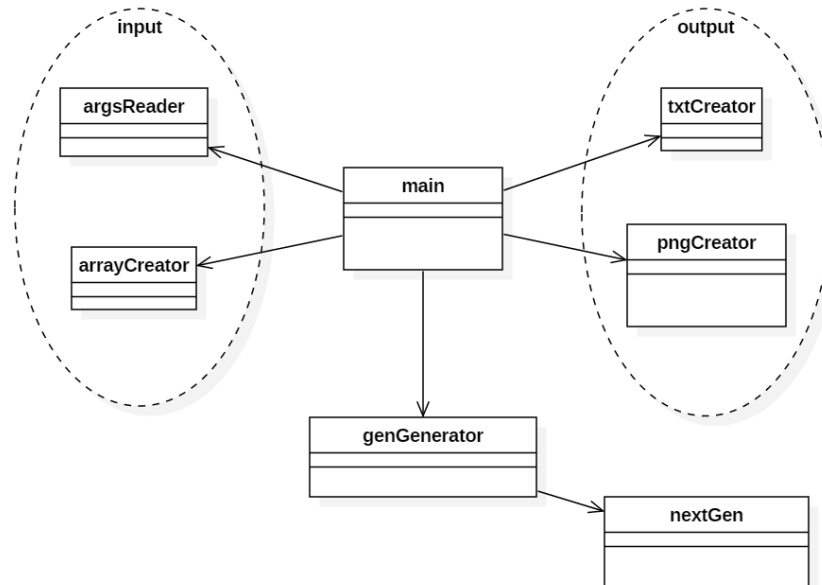 input
output
argsReader
txtCreator
main
pngCreator
arrayCreator
genGenerator
nextGen